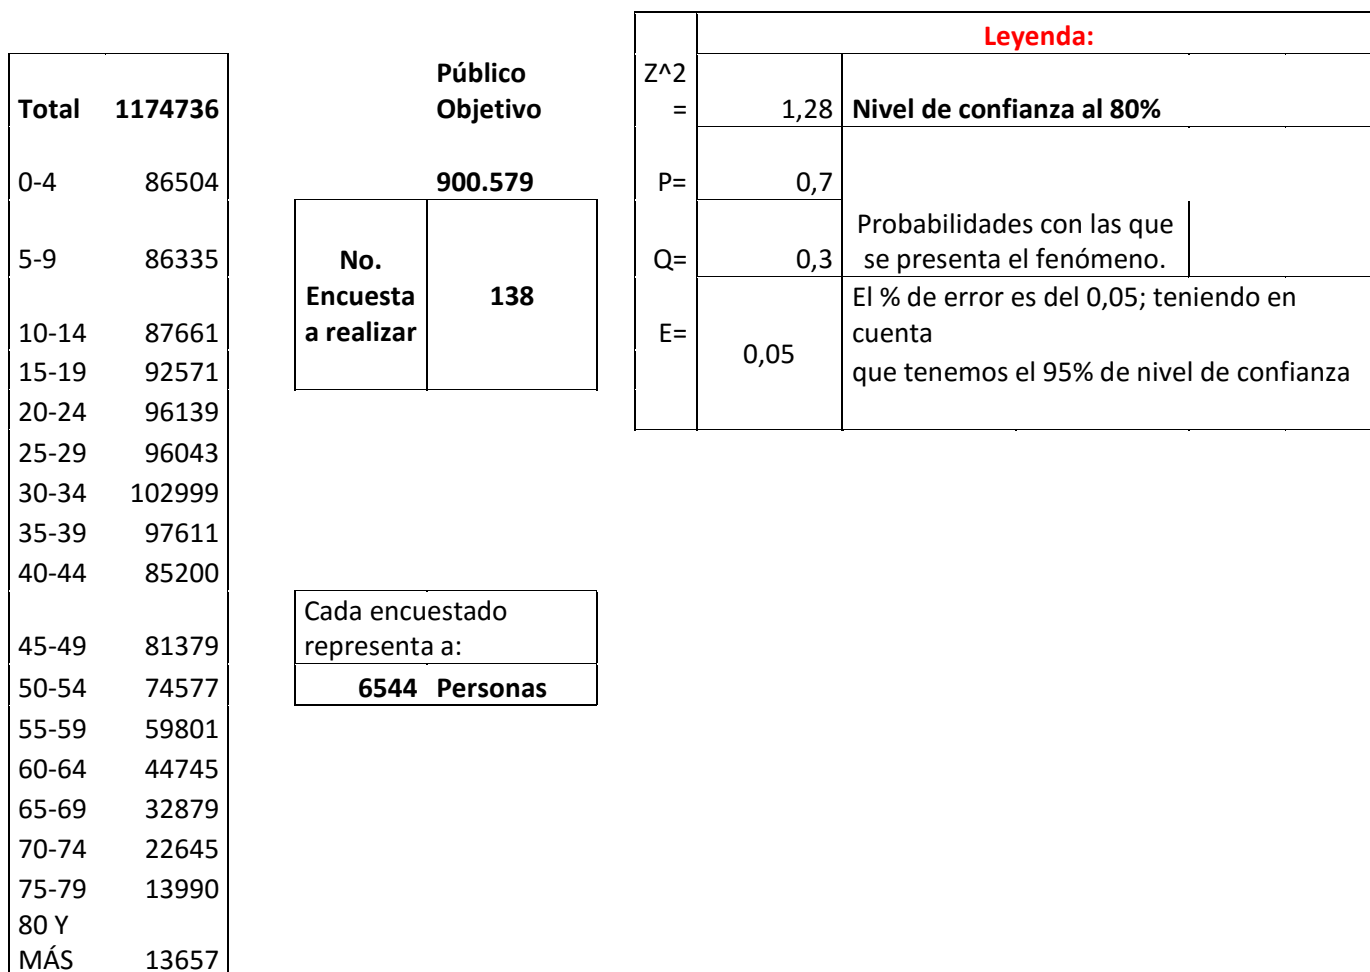 Leyenda:
Total 1174736
Público
Objetivo
Z^2
=
1,28 Nivel de confianza al 80%
0-4 86504
900.579
P= 0,7
5-9 86335
No.
Encuesta
a realizar
138
Q= 0,3
Probabilidades con las que
se presenta el fenómeno.
10-14 87661
E=
0,05
El % de error es del 0,05; teniendo en
cuenta
que tenemos el 95% de nivel de confianza
15-19 92571
20-24 96139
25-29 96043
30-34 102999
35-39 97611
40-44 85200
Cada encuestado
representa a:
45-49 81379
50-54 74577
6544 Personas
55-59 59801
60-64 44745
65-69 32879
70-74 22645
75-79 13990
80 Y
MÁS 13657